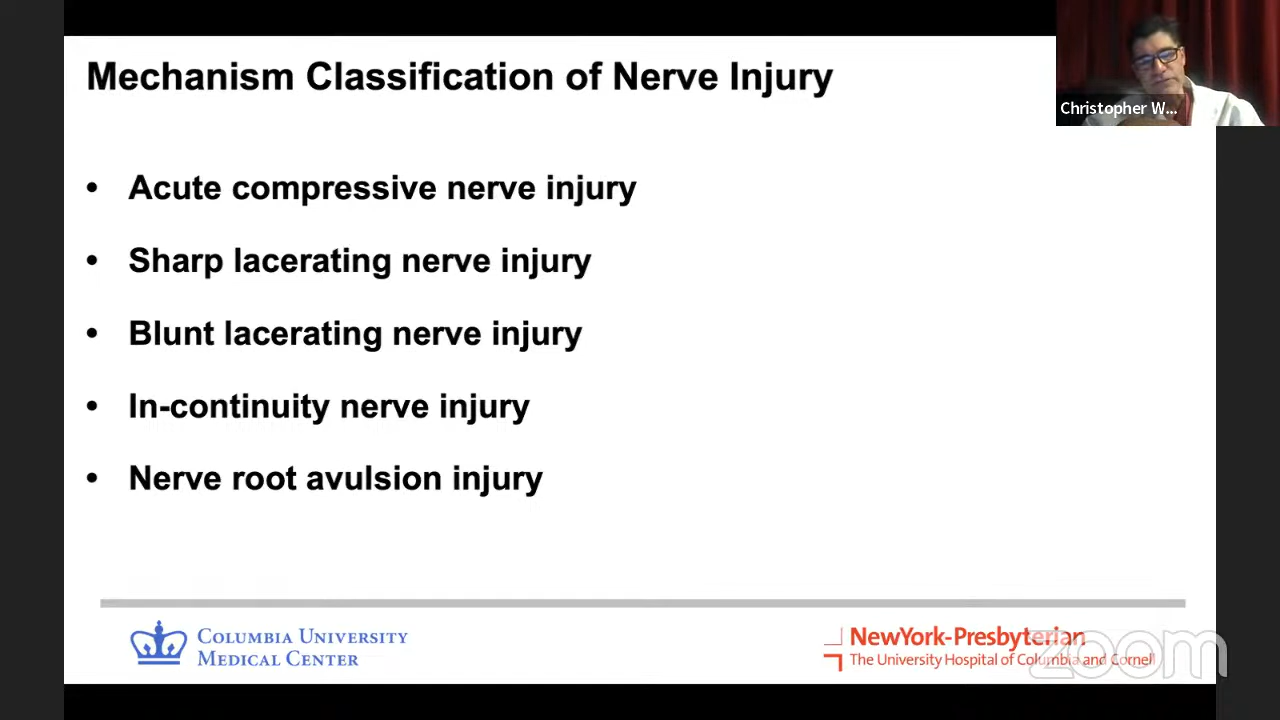 Mechanism Classification of Nerve Injury
Christopher W...
• Acute compressive nerve injury
• Sharp lacerating nerve injury
• Blunt lacerating nerve injury
• In-continuity nerve injury
• Nerve root avulsion injury
COLUMBIA UNIVERSITY
MEDICAL CENTER
NewYork-Presbyterian
The University Hospital of Columbia and Cornell
zoom